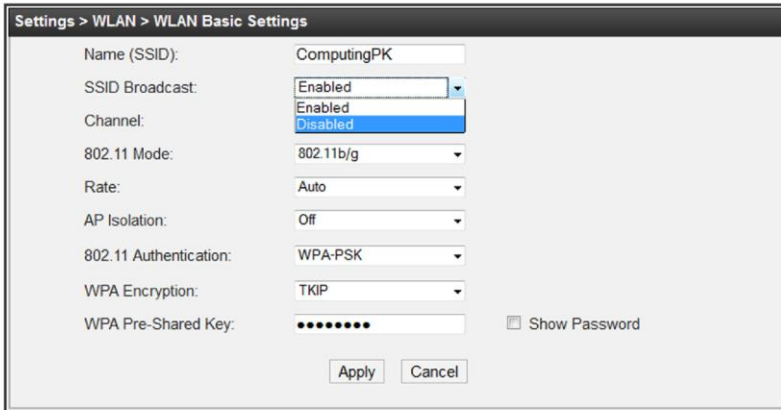 Settings > WLAN > WLAN Basic Settings
Name (SSID): ComputingPK
SSID Broadcast: Enabled
Enabled
Channel: Disabled
802.11 Mode: 802.11b/g
Rate: Auto
AP Isolation: Off
802.11 Authentication: WPA-PSK
WPA Encryption: TKIP
WPA Pre-Shared Key: ●●●●●●●● Show Password
Apply Cancel